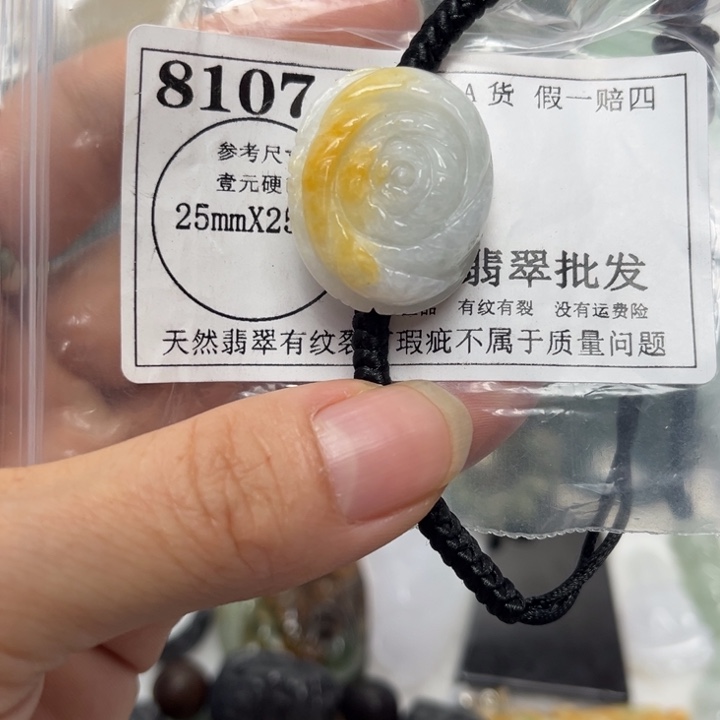 8107
A货 假一赔四
参考尺
壹元硬
25mmX25
翡翠批发
有纹有裂 没有运费险
天然翡翠有纹裂 瑕疵不属于质量问题